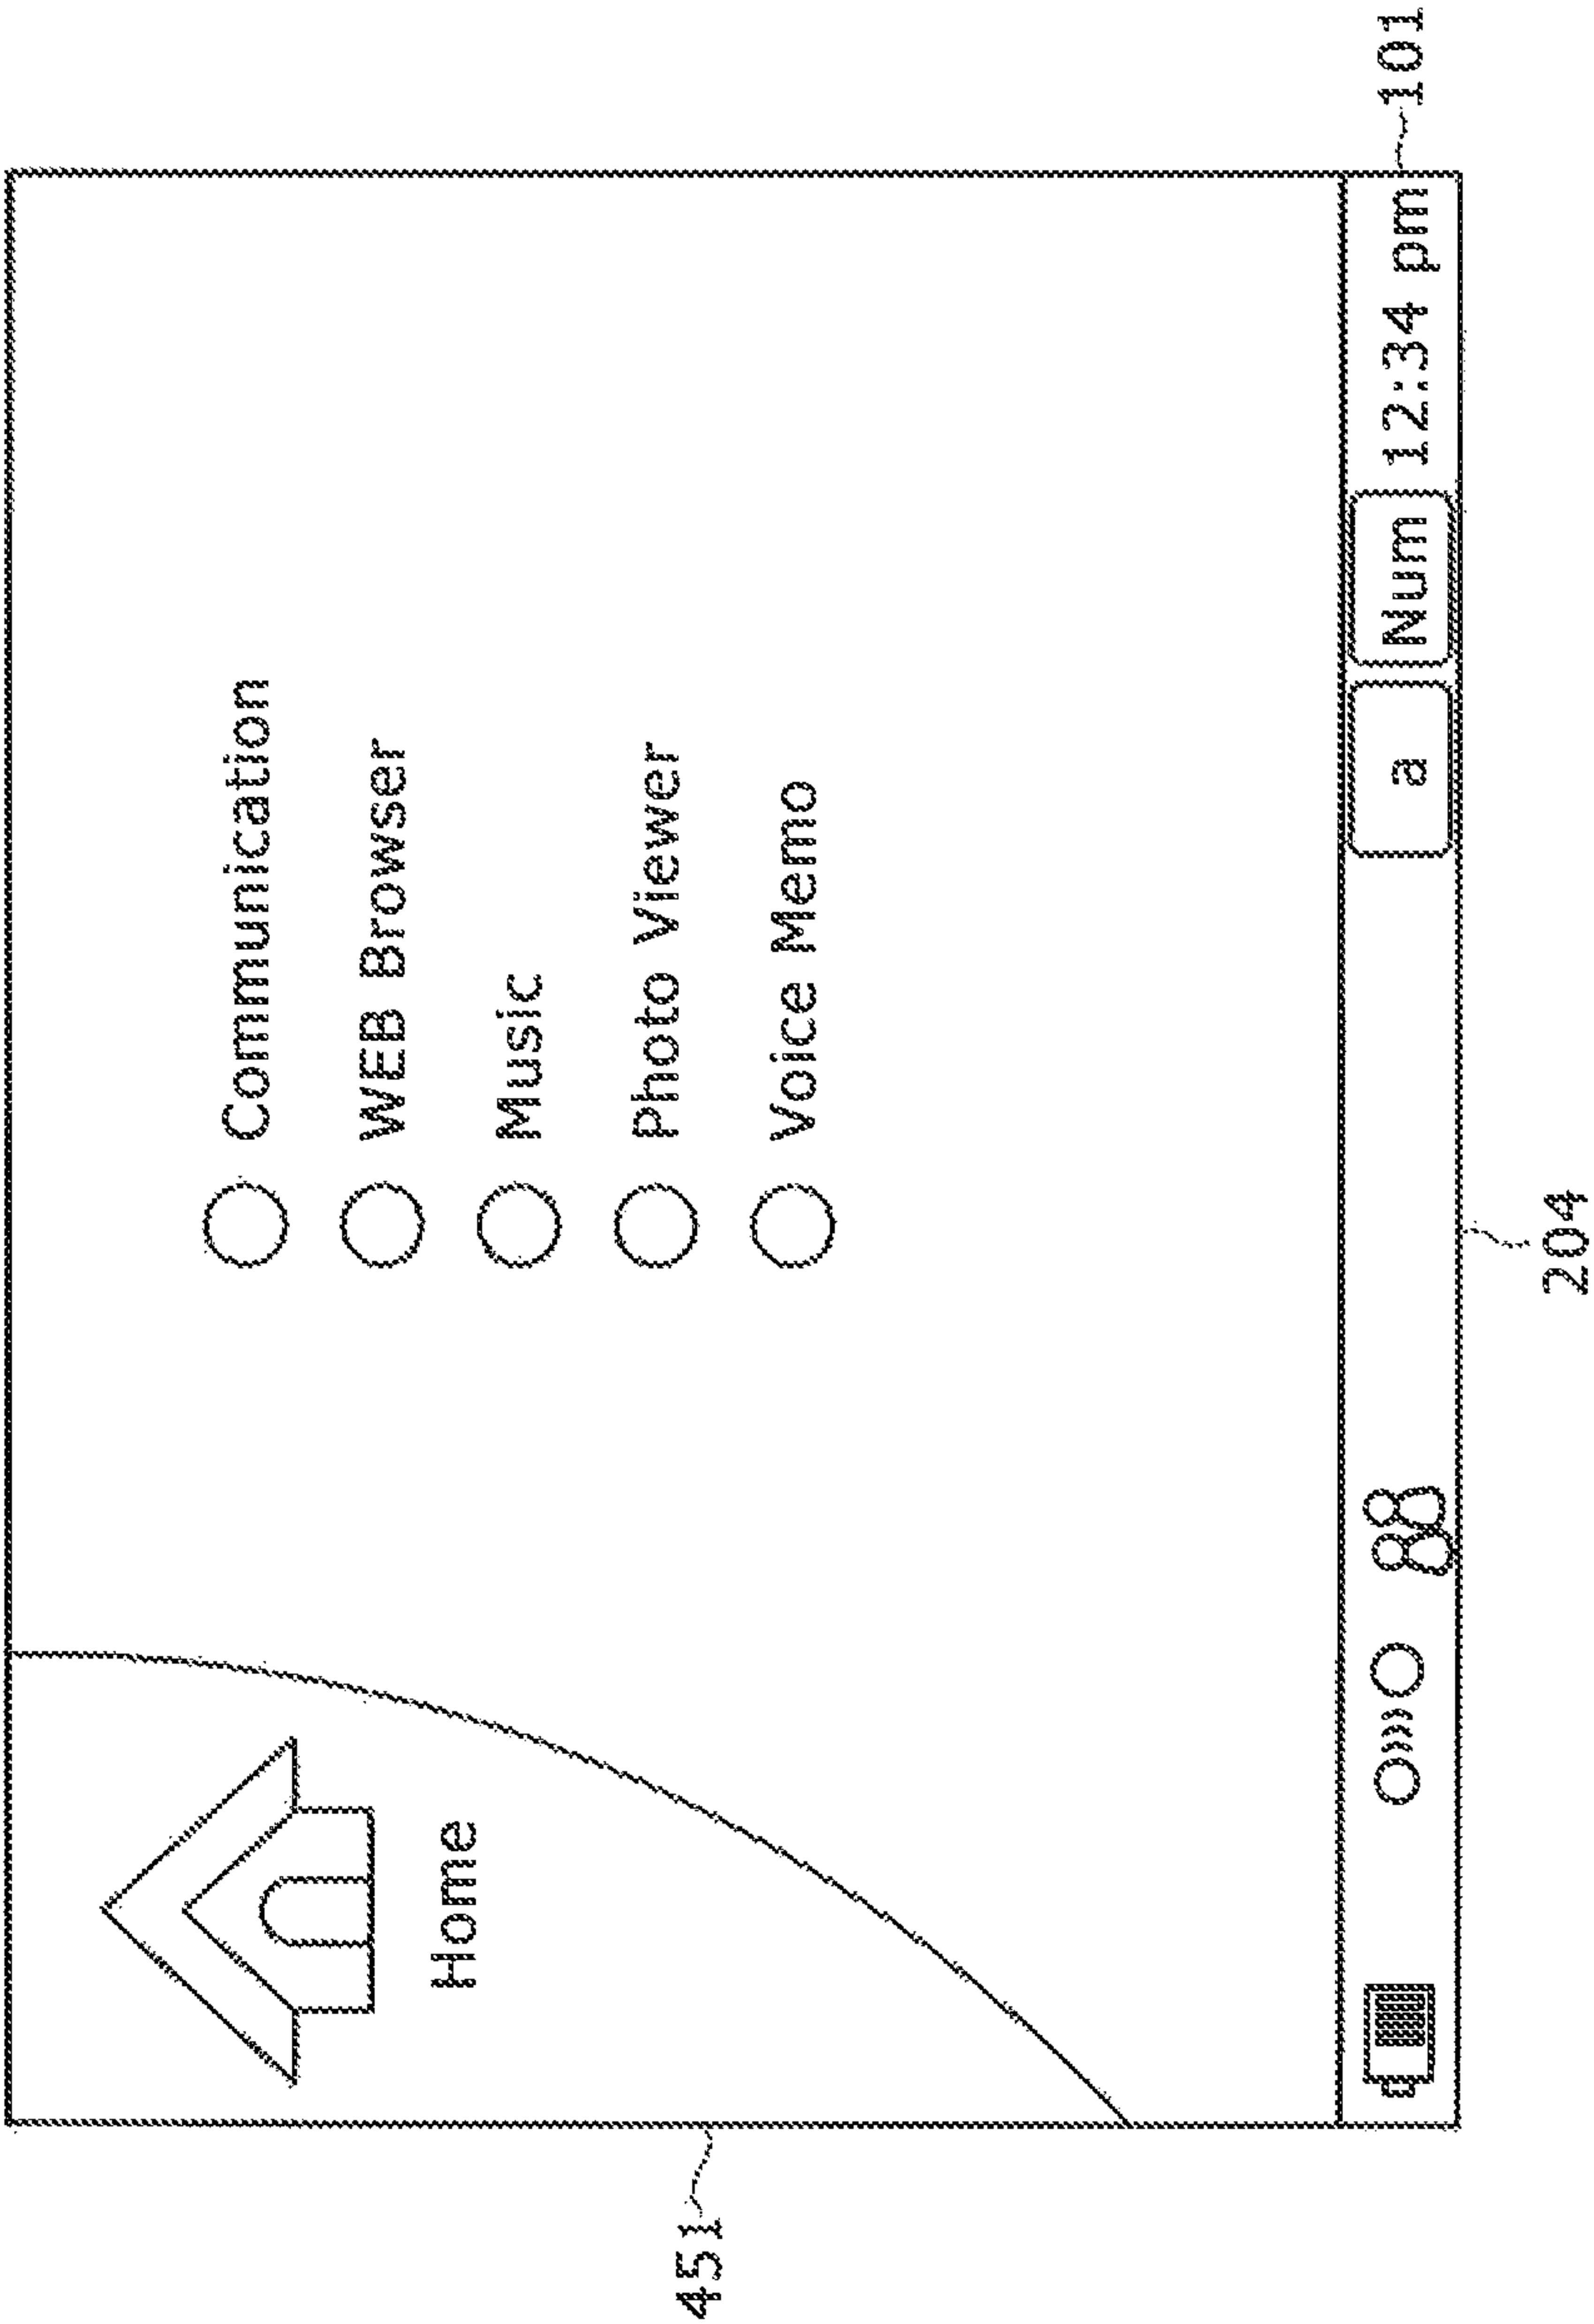 Home
Communication
WEB Browser
Music
Photo Viewer
Voice Memo
451
a Num 12:34 pm
101
204